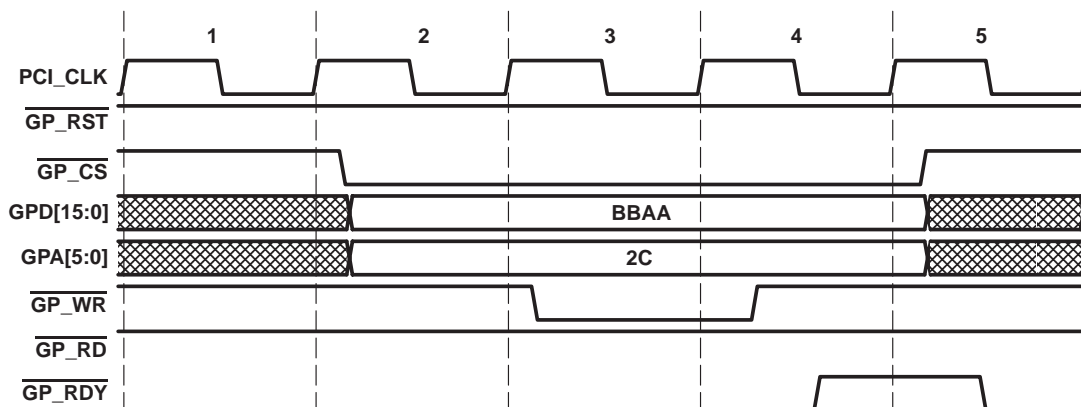 1 2 3 4 5
PCI_CLK
GP_RST
GP_CS
GPD[15:0] BBAA
GPA[5:0] 2C
GP_WR
GP_RD
GP_RDY